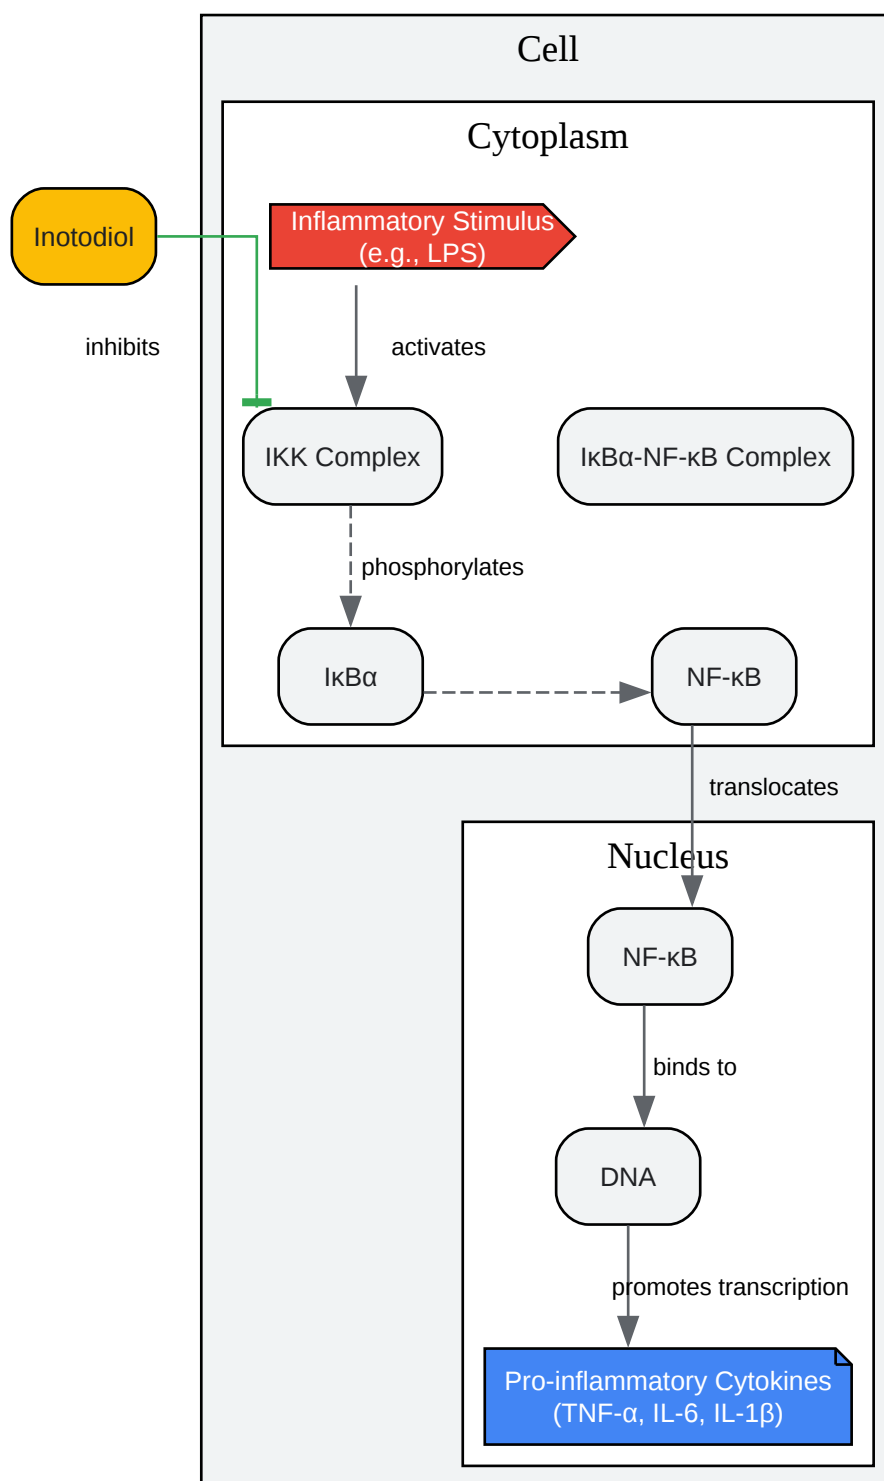 Cell
Cytoplasm
Inotodiol
Inflammatory Stimulus
(e.g., LPS)
inhibits
activates
IKK Complex
IκBα-NF-κB Complex
phosphorylates
IκBα
NF-κB
translocates
Nucleus
NF-κB
binds to
DNA
promotes transcription
Pro-inflammatory Cytokines
(TNF-α, IL-6, IL-1β)